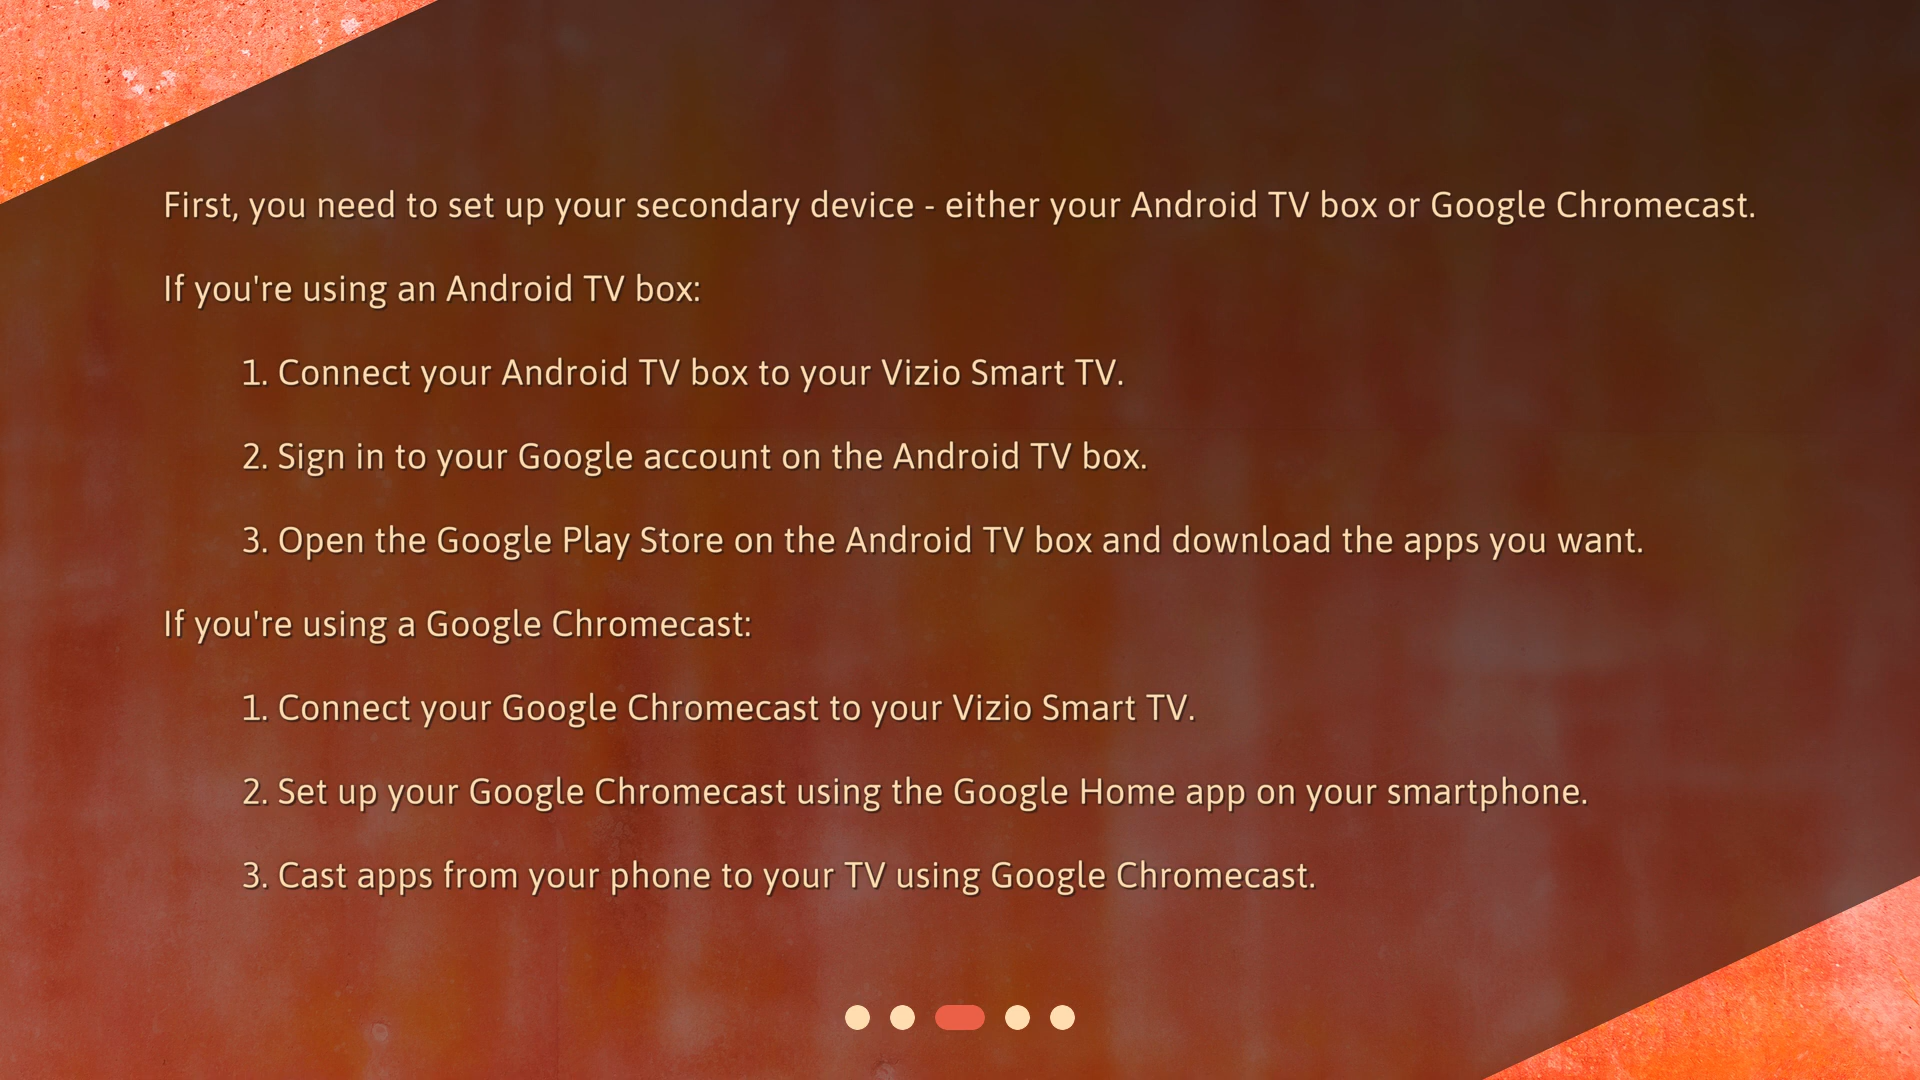 First, you need to set up your secondary device - either your Android TV box or Google Chromecast.
If you're using an Android TV box:
1. Connect your Android TV box to your Vizio Smart TV.
2. Sign in to your Google account on the Android TV box.
3. Open the Google Play Store on the Android TV box and download the apps you want.
If you're using a Google Chromecast:
1. Connect your Google Chromecast to your Vizio Smart TV.
2. Set up your Google Chromecast using the Google Home app on your smartphone.
3. Cast apps from your phone to your TV using Google Chromecast.